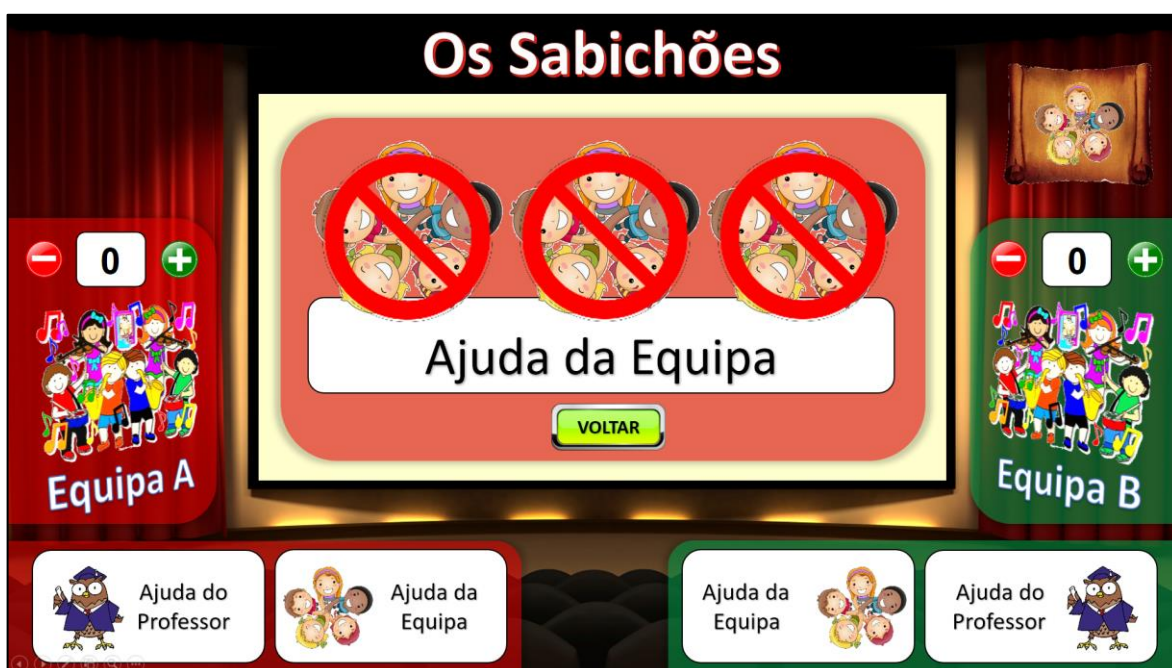 Os Sabichões
0
0
Ajuda da Equipa
VOLTAR
Equipa A
Equipa B
Ajuda do
Professor
Ajuda da
Equipa
Ajuda da
Equipa
Ajuda do
Professor